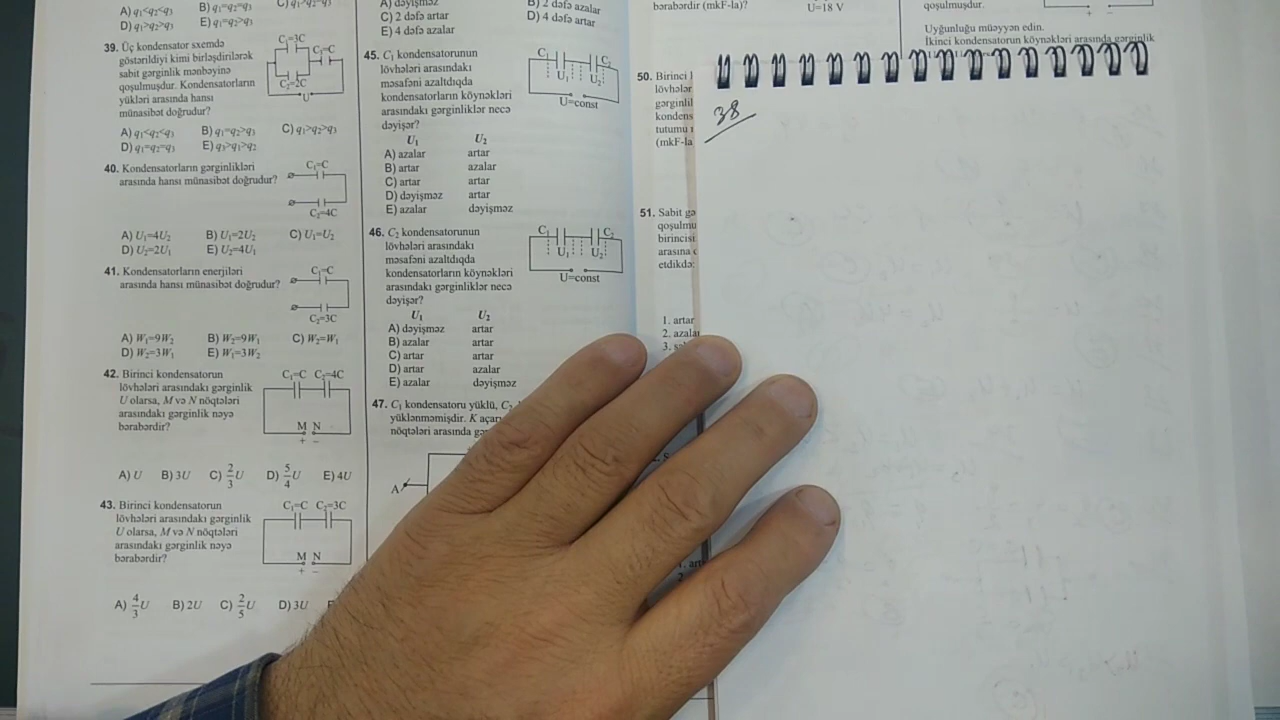 A) q₁<q₂<q₃ B) q₁=q₂=q₃ C) q₁>q₂>q₃
D) q₁>q₂>q₃ E) q₁=q₂>q₃
39. Üç kondensator sxemdə
göstərildiyi kimi birləşdirilərək
sabit gərginlik mənbəyinə
qoşulmuşdur. Kondensatorların
yükləri arasında hansı
münasibət doğrudur?
C₁=3C
C₃=C
C₂=2C
U
A) q₁<q₂<q₃ B) q₁=q₂>q₃ C) q₁>q₂>q₃
D) q₁=q₂=q₃ E) q₃>q₁>q₂
40. Kondensatorların gərginlikləri
arasında hansı münasibət doğrudur?
C₁=C
C₂=4C
A) U₁=4U₂ B) U₁=2U₂ C) U₁=U₂
D) U₂=2U₁ E) U₂=4U₁
41. Kondensatorların enerjiləri
arasında hansı münasibət doğrudur?
C₁=C
C₂=3C
A) W₁=9W₂ B) W₂=9W₁ C) W₂=W₁
D) W₂=3W₁ E) W₁=3W₂
42. Birinci kondensatorun
lövhələri arasındakı gərginlik
U olarsa, M və N nöqtələri
arasındakı gərginlik nəyə
bərabərdir?
C₁=C C₂=4C
M N
+ −
A) U B) 3U C) 2/3 U D) 5/4 U E) 4U
43. Birinci kondensatorun
lövhələri arasındakı gərginlik
U olarsa, M və N nöqtələri
arasındakı gərginlik nəyə
bərabərdir?
C₁=C C₂=3C
M N
+ −
A) 4/3 U B) 2U C) 2/5 U D) 3U
A) dəyişməz B) 2 dəfə azalar
C) 2 dəfə artar D) 4 dəfə artar
E) 4 dəfə azalar
45. C₁ kondensatorunun
lövhələri arasındakı
məsafəni azaltdıqda
kondensatorların köynəkləri
arasındakı gərginliklər necə
dəyişər?
C₁ C₂
U₁ U₂
U=const
U₁ U₂
A) azalar artar
B) artar azalar
C) artar artar
D) dəyişməz artar
E) azalar dəyişməz
46. C₂ kondensatorunun
lövhələri arasındakı
məsafəni azaltdıqda
kondensatorların köynəkləri
arasındakı gərginliklər necə
dəyişər?
C₁ C₂
U₁ U₂
U=const
U₁ U₂
A) dəyişməz artar
B) azalar artar
C) artar artar
D) artar azalar
E) azalar dəyişməz
47. C₁ kondensatoru yüklü, C₂
yüklənməmişdir. K açarı
nöqtələri arasında
A
bərabərdir (mkF-la)?
U=18 V
50. Birinci
lövhələr
gərginlik
kondens
tutumu
(mkF-la
51. Sabit gə
qoşulmu
birincisi
arasına
etdikdə:
1. artar
2. azalar
3.
qoşulmuşdur.
+ −
Uyğunluğu müəyyən edin.
İkinci kondensatorun köynəkləri arasında gərginlik
38